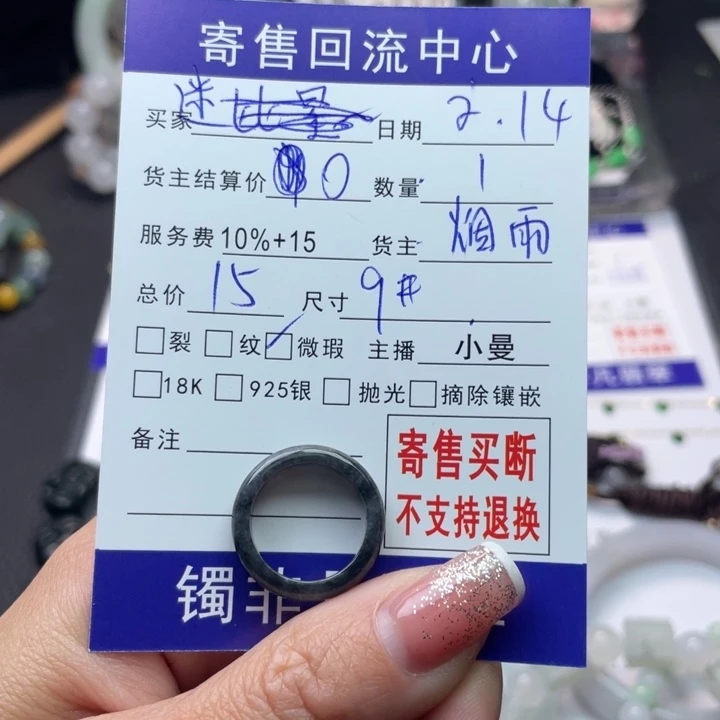 寄售回流中心
买家 迷 日期 2.14
货主结算价 0 数量 1
服务费 10%+15 货主 烟雨
总价 15 尺寸 9#
裂 纹 微瑕 主播 小曼
18K 925银 抛光 摘除镶嵌
备注
寄售买断
不支持退换
镯菲